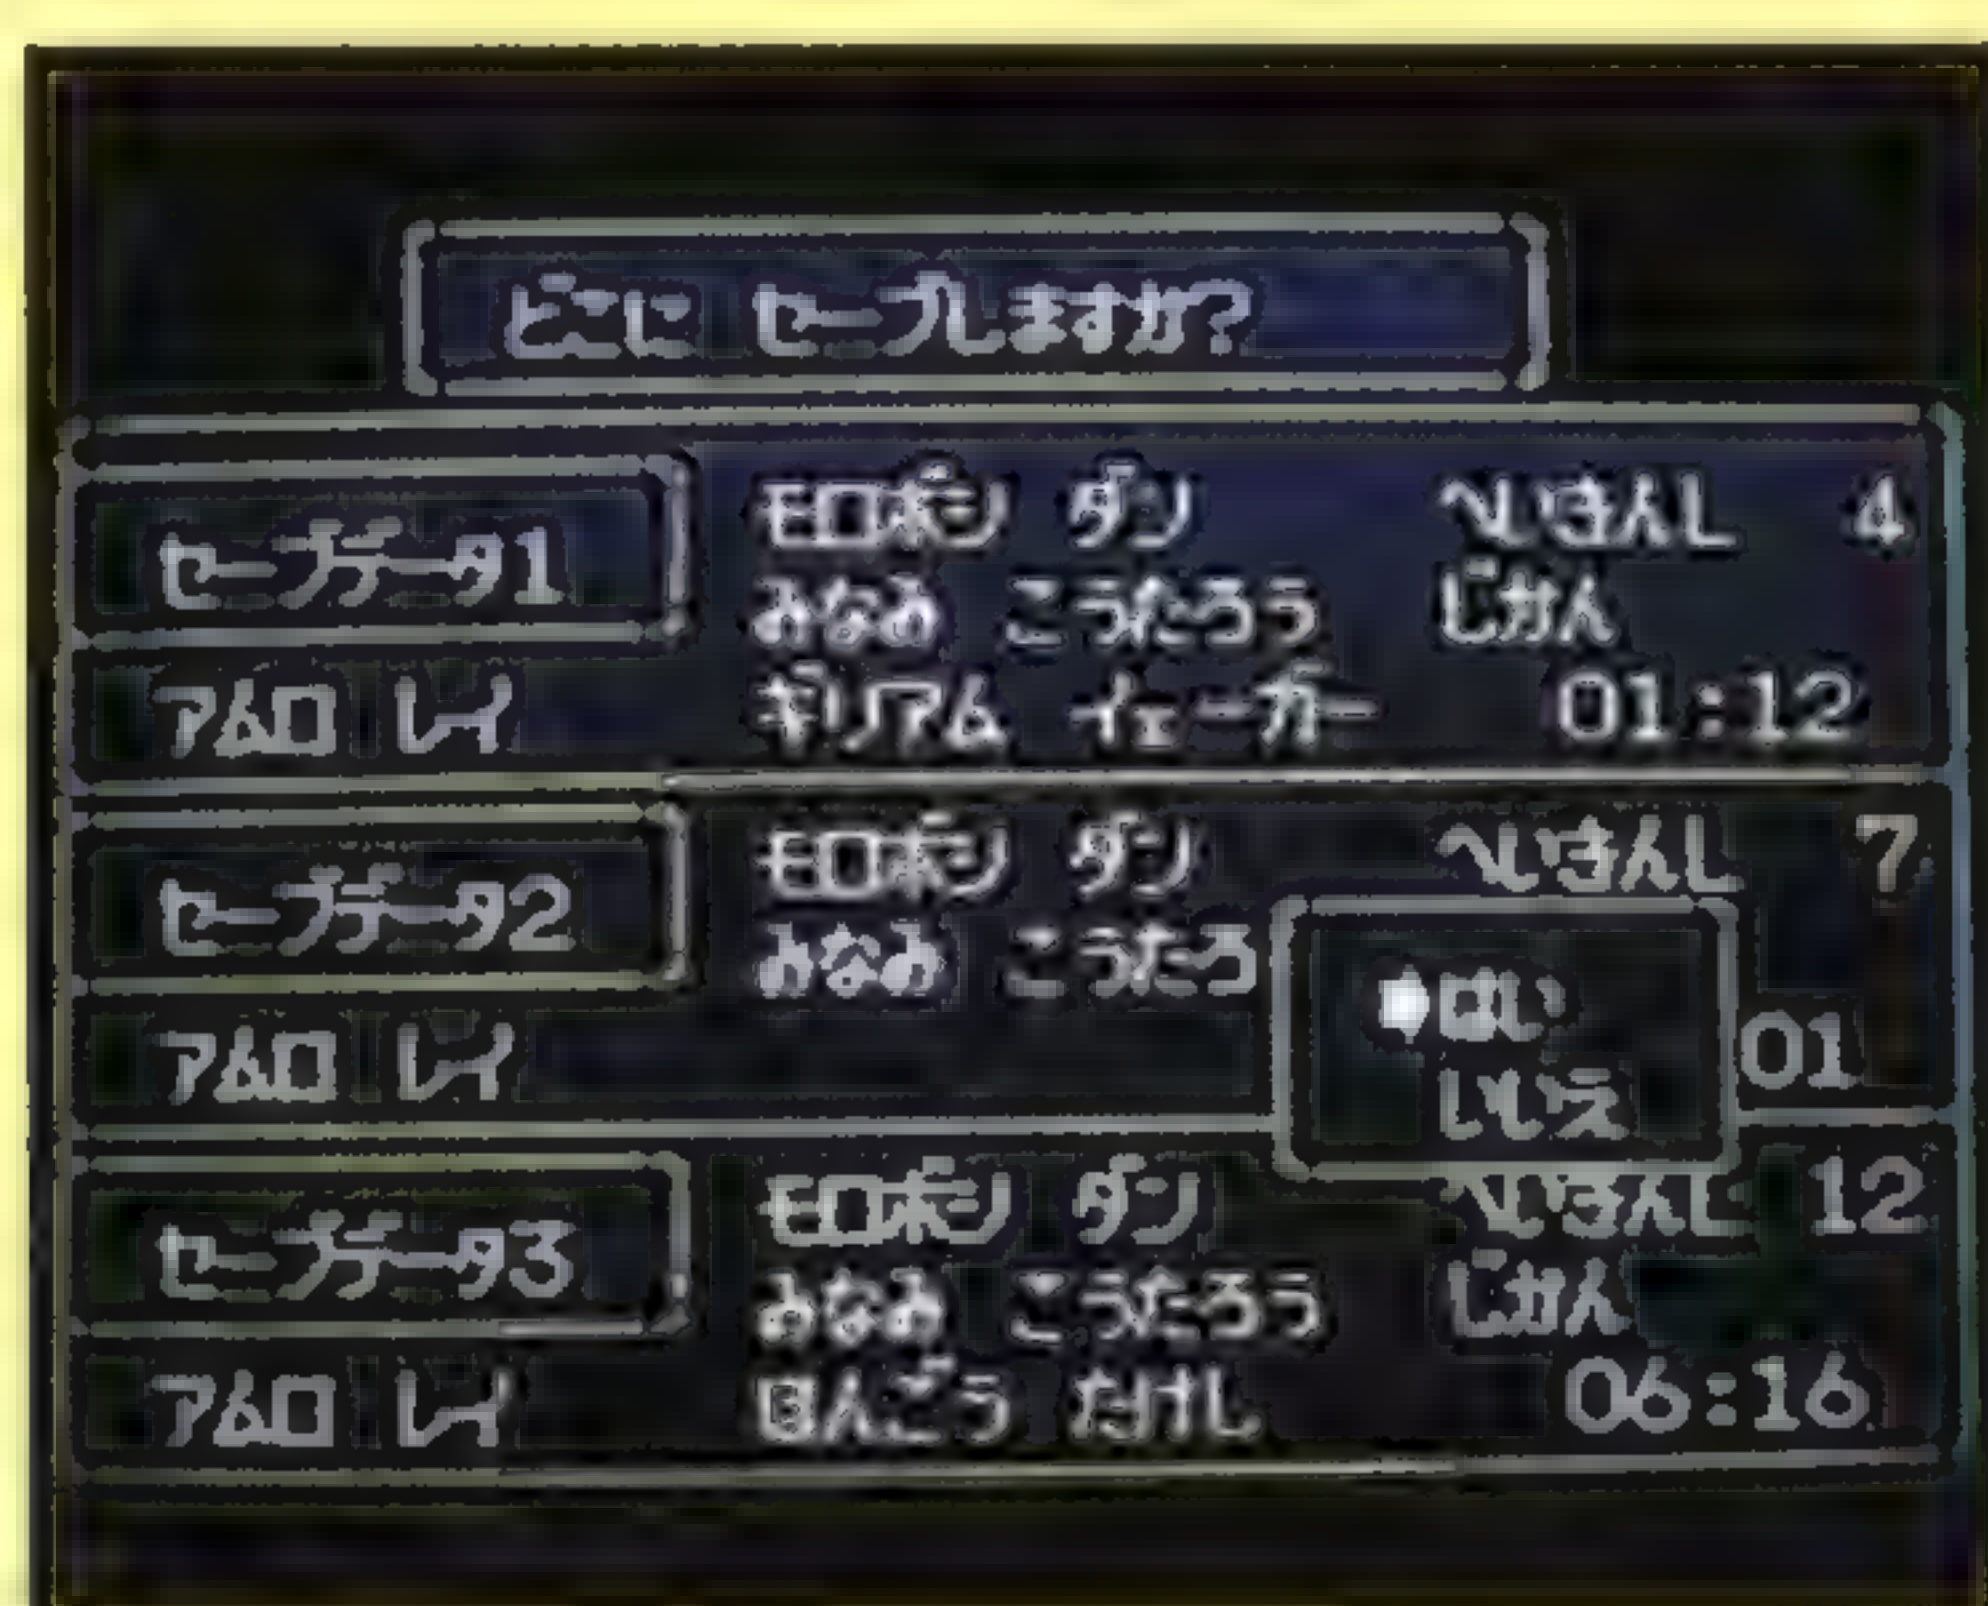 どこに セーブしますか?
セーブデータ1
アムロ レイ
モロボシ ダン
みなみ こうたろう
ギリアム イェーガー
へいきんし 4
じかん
01:12
セーブデータ2
アムロ レイ
モロボシ ダン
みなみ こうたろ
へいきんし 7
01
はい
いいえ
セーブデータ3
アムロ レイ
モロボシ ダン
みなみ こうたろう
ほんごう たけし
へいきんし 12
じかん
06:16